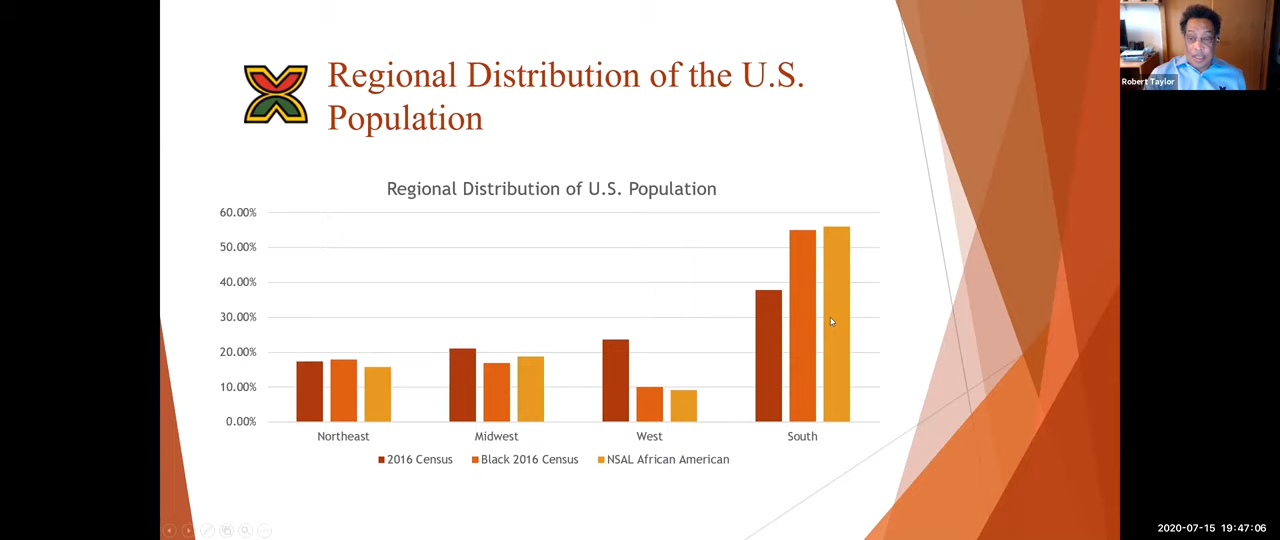 Regional Distribution of the U.S.
Population
Robert Taylor
Regional Distribution of U.S. Population
60.00%
50.00%
40.00%
30.00%
20.00%
10.00%
0.00%
Northeast Midwest West South
2016 Census Black 2016 Census NSAL African American
2020-07-15 19:47:06